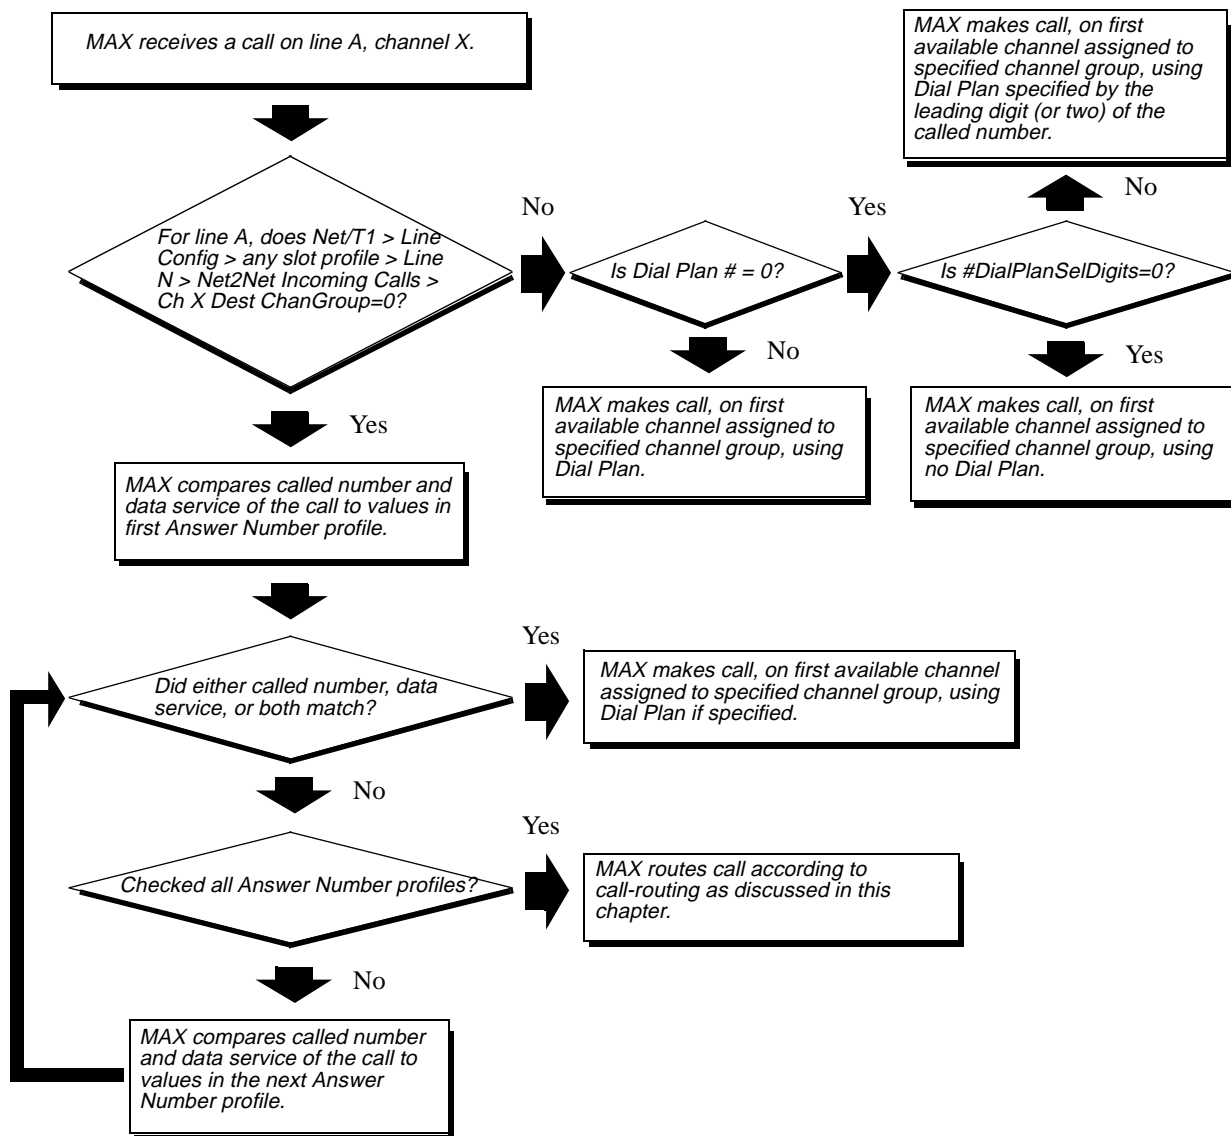 MAX receives a call on line A, channel X.
MAX makes call, on first
available channel assigned to
specified channel group, using
Dial Plan specified by the
leading digit (or two) of the
called number.
No
No
Yes
For line A, does Net/T1 > Line
Config > any slot profile > Line
N > Net2Net Incoming Calls >
Ch X Dest ChanGroup=0?
Is Dial Plan # = 0?
Is #DialPlanSelDigits=0?
No
Yes
Yes
MAX makes call, on first
available channel assigned to
specified channel group, using
Dial Plan.
MAX makes call, on first
available channel assigned to
specified channel group, using
no Dial Plan.
MAX compares called number and
data service of the call to values in
first Answer Number profile.
Yes
Did either called number, data
service, or both match?
MAX makes call, on first available channel
assigned to specified channel group, using
Dial Plan if specified.
No
Yes
Checked all Answer Number profiles?
MAX routes call according to
call-routing as discussed in this
chapter.
No
MAX compares called number
and data service of the call to
values in the next Answer
Number profile.